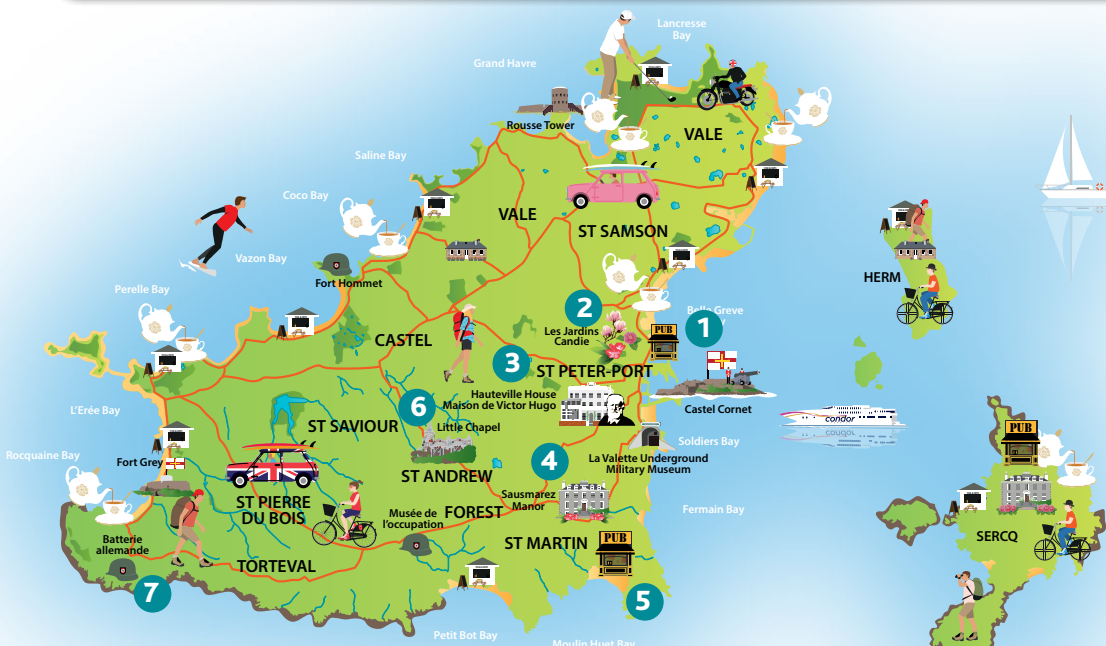 Lancresse
Bay
Grand Havre
Rousse Tower
VALE
Saline Bay
Coco Bay
VALE
ST SAMSON
Vazon Bay
Fort Hommet
HERM
Perelle Bay
2
Belle Greve
1
Les Jardins
Candie
PUB
CASTEL
3
ST PETER-PORT
Hauteville House
Maison de Victor Hugo
Castel Cornet
6
L'Erée Bay
ST SAVIOUR
Little Chapel
condor
PUB
Soldiers Bay
Rocquaine Bay
Fort Grey
4
La Valette Underground
Military Museum
ST ANDREW
Sausmarez
Manor
ST PIERRE
DU BOIS
Musée de
l'occupation
FOREST
Fermain Bay
Batterie
allemande
ST MARTIN
PUB
SERCQ
TORTEVAL
7
5
Petit Bot Bay
Moulin Huet Bay